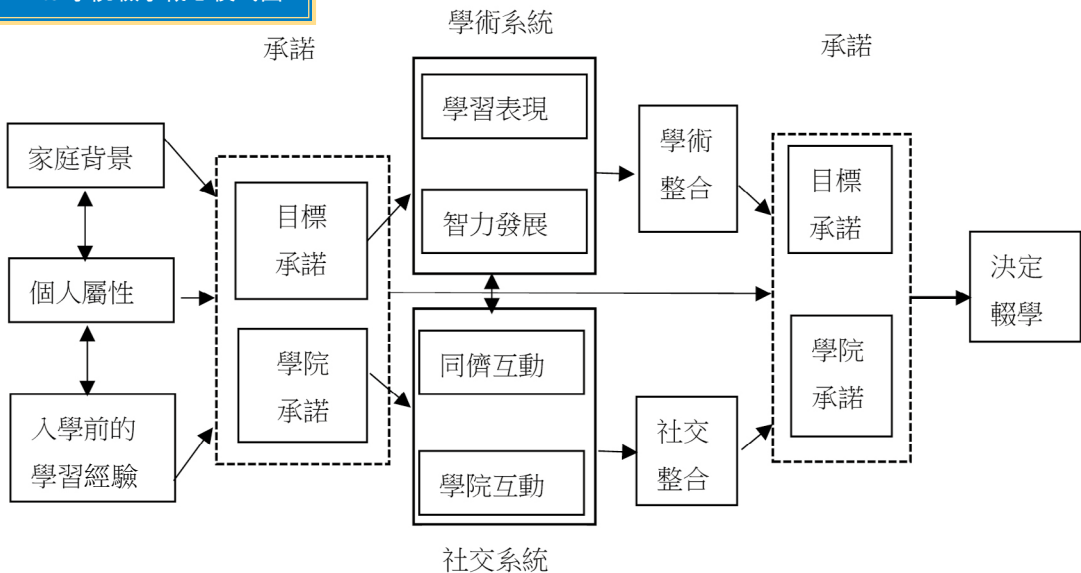 承諾
學術系統
承諾
家庭背景
個人屬性
入學前的
學習經驗
目標
承諾
學院
承諾
學習表現
智力發展
同儕互動
學院互動
社交系統
學術
整合
社交
整合
目標
承諾
學院
承諾
決定
輟學